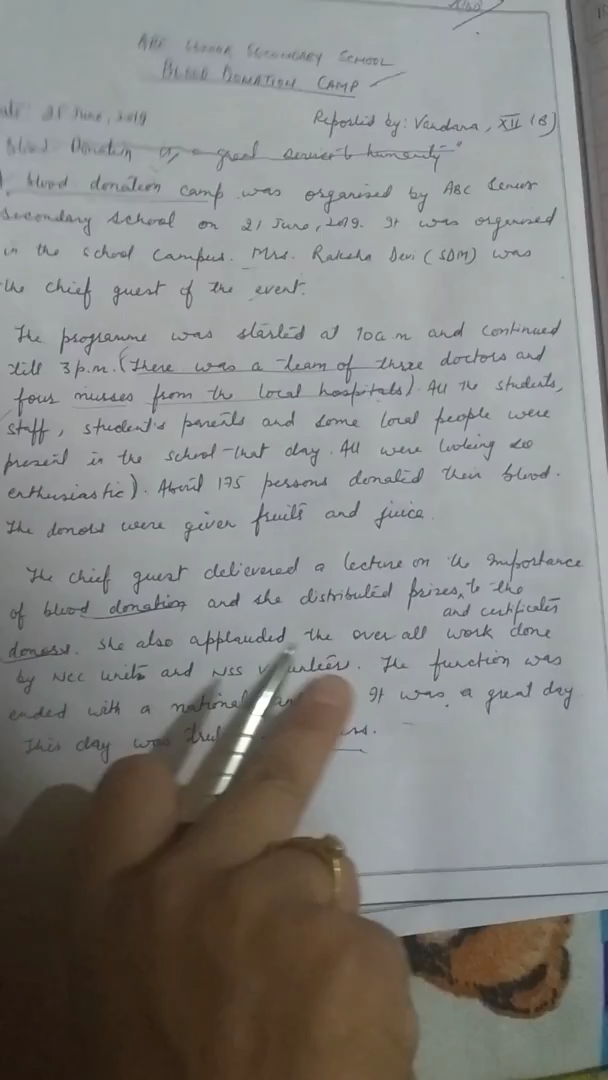 ABC SENIOR SECONDARY SCHOOL
BLOOD DONATION CAMP
21 June, 2019
Reported by: Vandana, XII (B)
Blood Donation is a great service to humanity"
blood donation camp was organised by ABC Senior
Secondary School on 21 June, 2019. It was organised
in the school campus. Mrs. Raksha Devi (SDM) was
the chief guest of the event.
The programme was started at 10a.m and continued
till 3 p.m. (There was a team of three doctors and
four nurses from the local hospitals). All the students,
staff, student's parents and some local people were
present in the school that day. All were looking so
enthusiastic). About 175 persons donated their blood.
The donors were given fruits and juice.
The chief guest delivered a lecture on the importance
of blood donation and she distributed prizes to the
and certificates
donors. She also applauded the over all work done
by NCC units and NSS
The function was
ended with a national
It was a great day
This day was